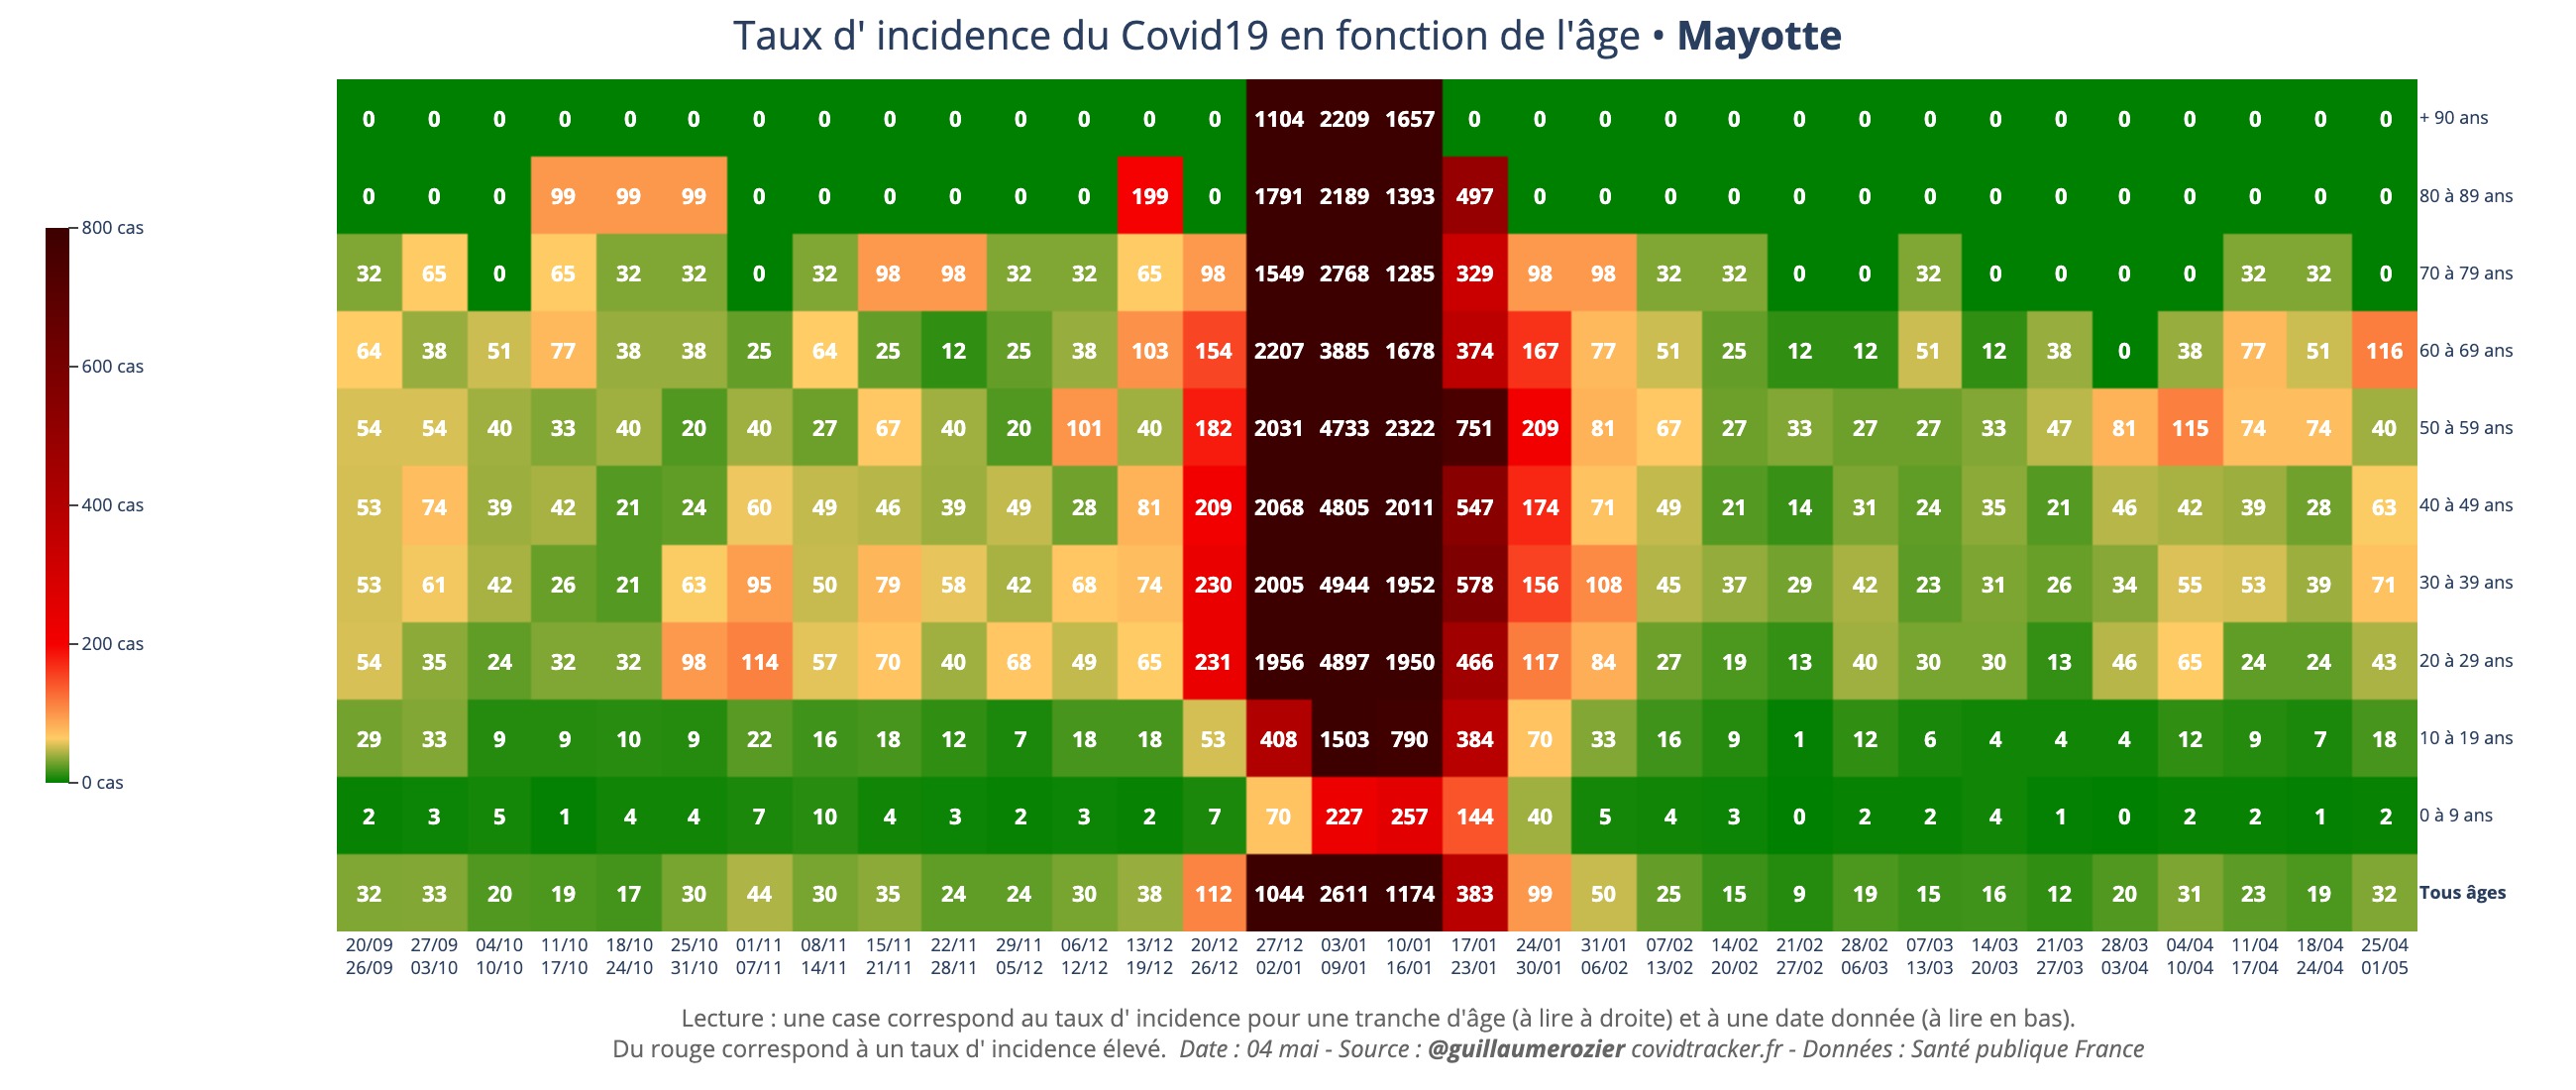 Taux d' incidence du Covid19 en fonction de l'âge • Mayotte
0 0 0 0 0 0 0 0 0 0 0 0 0 0 1104 2209 1657 0 0 0 0 0 0 0 0 0 0 0 0 0 0 0 + 90 ans
0 0 0 99 99 99 0 0 0 0 0 0 199 0 1791 2189 1393 497 0 0 0 0 0 0 0 0 0 0 0 0 0 0 80 à 89 ans
800 cas
32 65 0 65 32 32 0 32 98 98 32 32 65 98 1549 2768 1285 329 98 98 32 32 0 0 32 0 0 0 0 32 32 0 70 à 79 ans
64 38 51 77 38 38 25 64 25 12 25 38 103 154 2207 3885 1678 374 167 77 51 25 12 12 51 12 38 0 38 77 51 116 60 à 69 ans
600 cas
54 54 40 33 40 20 40 27 67 40 20 101 40 182 2031 4733 2322 751 209 81 67 27 33 27 27 33 47 81 115 74 74 40 50 à 59 ans
400 cas
53 74 39 42 21 24 60 49 46 39 49 28 81 209 2068 4805 2011 547 174 71 49 21 14 31 24 35 21 46 42 39 28 63 40 à 49 ans
53 61 42 26 21 63 95 50 79 58 42 68 74 230 2005 4944 1952 578 156 108 45 37 29 42 23 31 26 34 55 53 39 71 30 à 39 ans
200 cas
54 35 24 32 32 98 114 57 70 40 68 49 65 231 1956 4897 1950 466 117 84 27 19 13 40 30 30 13 46 65 24 24 43 20 à 29 ans
29 33 9 9 10 9 22 16 18 12 7 18 18 53 408 1503 790 384 70 33 16 9 1 12 6 4 4 4 12 9 7 18 10 à 19 ans
0 cas
2 3 5 1 4 4 7 10 4 3 2 3 2 7 70 227 257 144 40 5 4 3 0 2 2 4 1 0 2 2 1 2 0 à 9 ans
32 33 20 19 17 30 44 30 35 24 24 30 38 112 1044 2611 1174 383 99 50 25 15 9 19 15 16 12 20 31 23 19 32 Tous âges
20/09 27/09 04/10 11/10 18/10 25/10 01/11 08/11 15/11 22/11 29/11 06/12 13/12 20/12 27/12 03/01 10/01 17/01 24/01 31/01 07/02 14/02 21/02 28/02 07/03 14/03 21/03 28/03 04/04 11/04 18/04 25/04
26/09 03/10 10/10 17/10 24/10 31/10 07/11 14/11 21/11 28/11 05/12 12/12 19/12 26/12 02/01 09/01 16/01 23/01 30/01 06/02 13/02 20/02 27/02 06/03 13/03 20/03 27/03 03/04 10/04 17/04 24/04 01/05
Lecture : une case correspond au taux d' incidence pour une tranche d'âge (à lire à droite) et à une date donnée (à lire en bas).
Du rouge correspond à un taux d' incidence élevé. Date : 04 mai - Source : @guillaumerozier covidtracker.fr - Données : Santé publique France